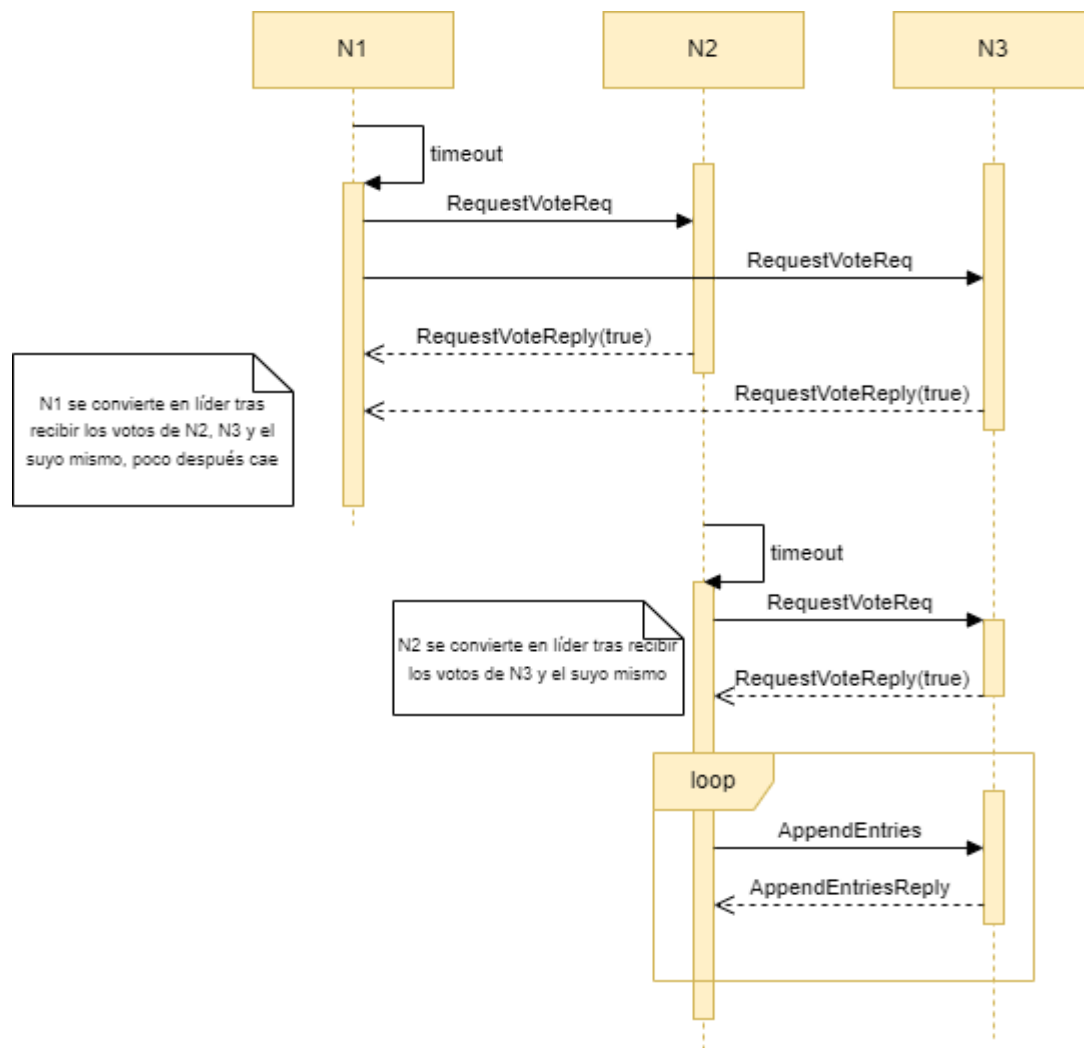 N1
N2
N3
timeout
RequestVoteReq
RequestVoteReq
RequestVoteReply(true)
RequestVoteReply(true)
N1 se convierte en líder tras
recibir los votos de N2, N3 y el
suyo mismo, poco después cae
timeout
RequestVoteReq
N2 se convierte en líder tras recibir
los votos de N3 y el suyo mismo
RequestVoteReply(true)
loop
AppendEntries
AppendEntriesReply